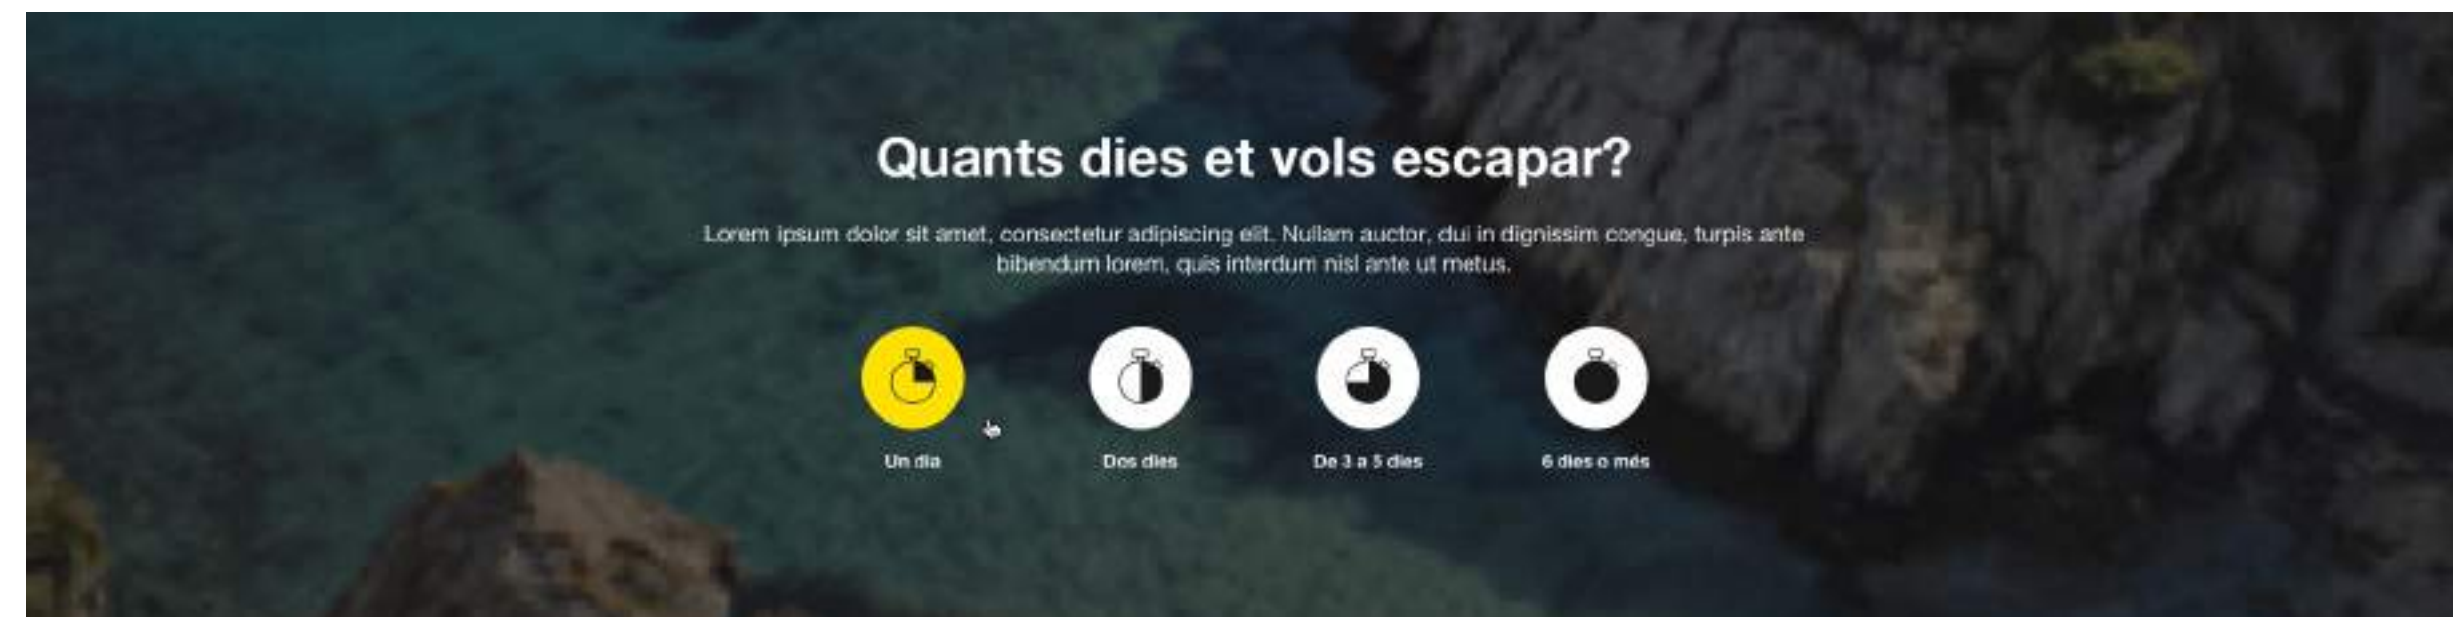 Quants dies et vols escapar?
Lorem ipsum dolor sit amet, consectetur adipiscing elit. Nullam auctor, dui in dignissim congue, turpis ante
bibendum lorem, quis interdum nisl ante ut metus.
Un dia
Dos dies
De 3 a 5 dies
6 dies o més